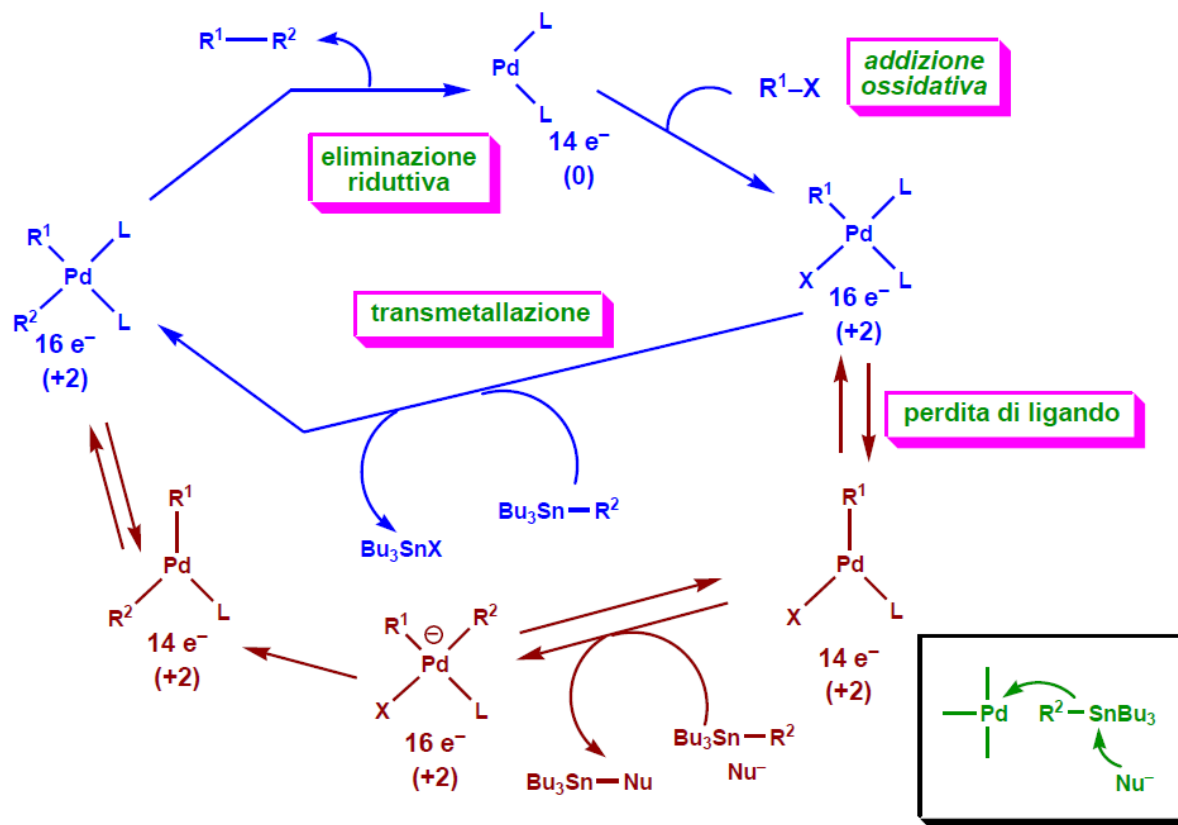 R¹—R²
L
Pd
L
14 e⁻
(0)
R¹–X
addizione
ossidativa
eliminazione
riduttiva
R¹
L
Pd
R²
L
16 e⁻
(+2)
R¹
L
Pd
X
L
16 e⁻
(+2)
transmetallazione
perdita di ligando
Bu₃Sn—R²
Bu₃SnX
R¹
Pd
R²
L
14 e⁻
(+2)
R¹
⊖
R²
Pd
X
L
16 e⁻
(+2)
R¹
Pd
X
L
14 e⁻
(+2)
Bu₃Sn—R²
Nu⁻
Bu₃Sn—Nu
Pd
R²—SnBu₃
Nu⁻